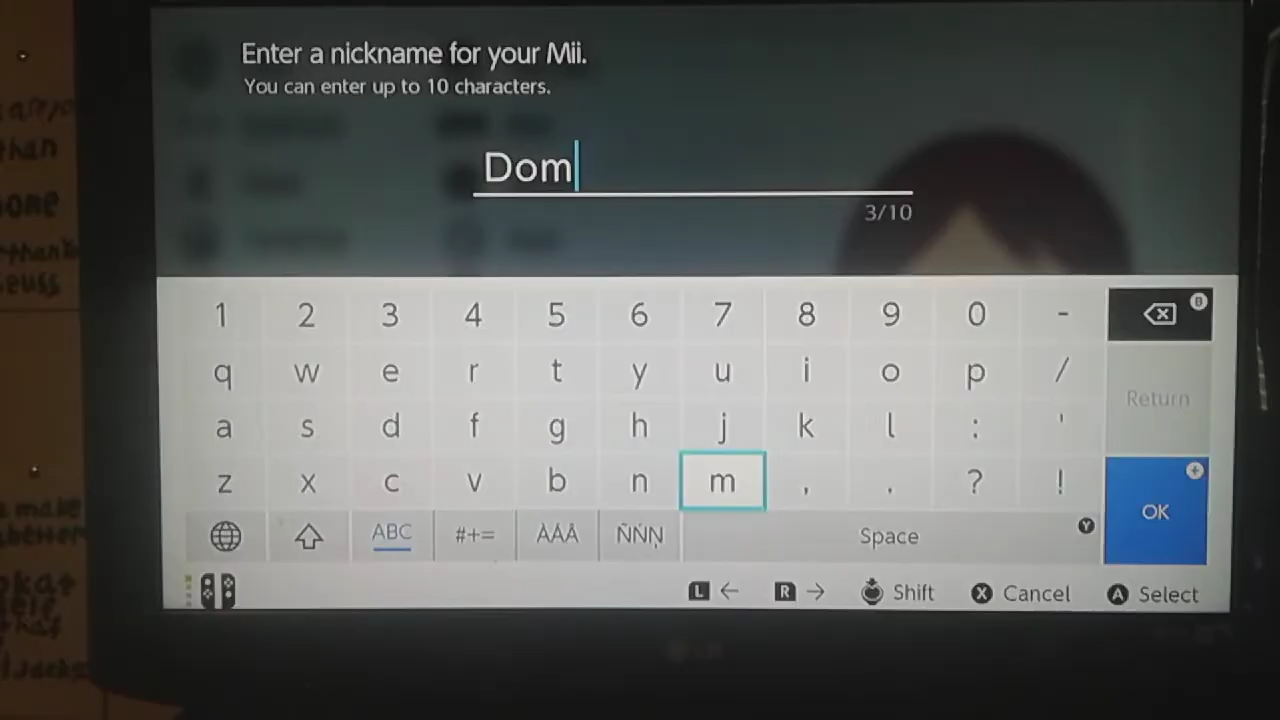 Enter a nickname for your Mii.
You can enter up to 10 characters.
Dom
3/10
1 2 3 4 5 6 7 8 9 0 -
q w e r t y u i o p /
Return
a s d f g h j k l : '
z x c v b n m , . ? !
OK
ABC #+= ÀÁÂ ÑŃŅ Space Y
L ← R → Shift X Cancel A Select
than